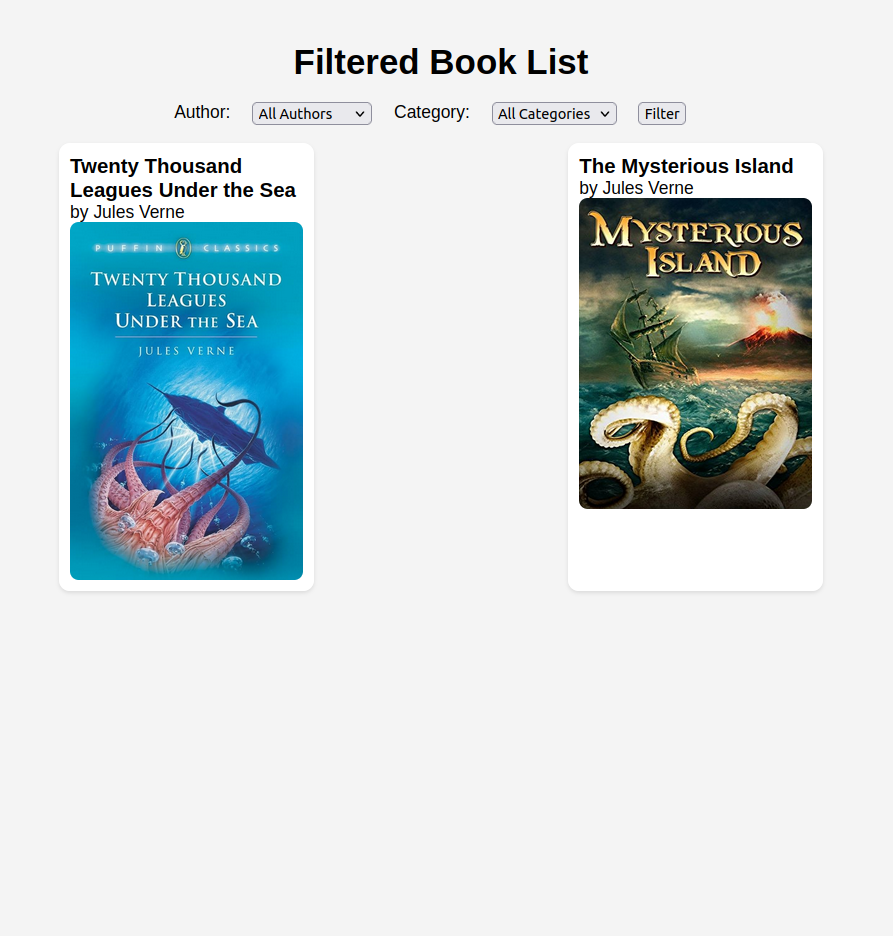 Filtered Book List
Author: All Authors Category: All Categories Filter
Twenty Thousand
Leagues Under the Sea
by Jules Verne
PUFFIN CLASSICS
TWENTY THOUSAND
LEAGUES
UNDER THE SEA
JULES VERNE
The Mysterious Island
by Jules Verne
MYSTERIOUS
ISLAND